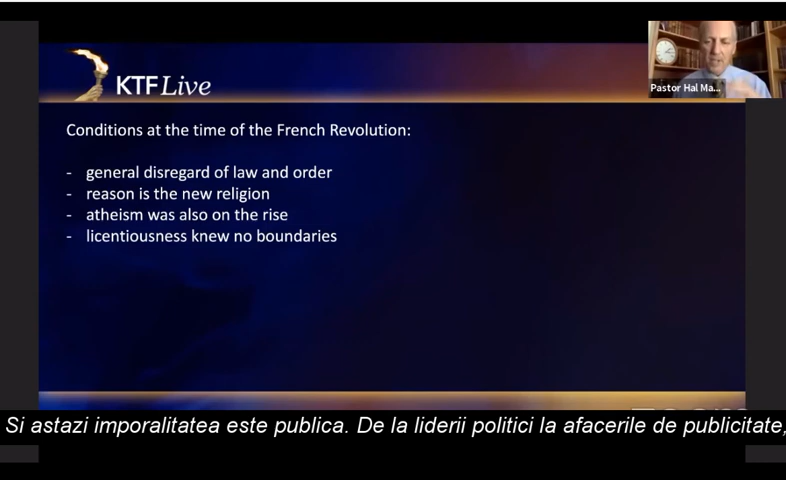 KTF Live
Pastor Hal Ma...
Conditions at the time of the French Revolution:
- general disregard of law and order
- reason is the new religion
- atheism was also on the rise
- licentiousness knew no boundaries
Si astazi imporalitatea este publica. De la liderii politici la afacerile de publicitate,